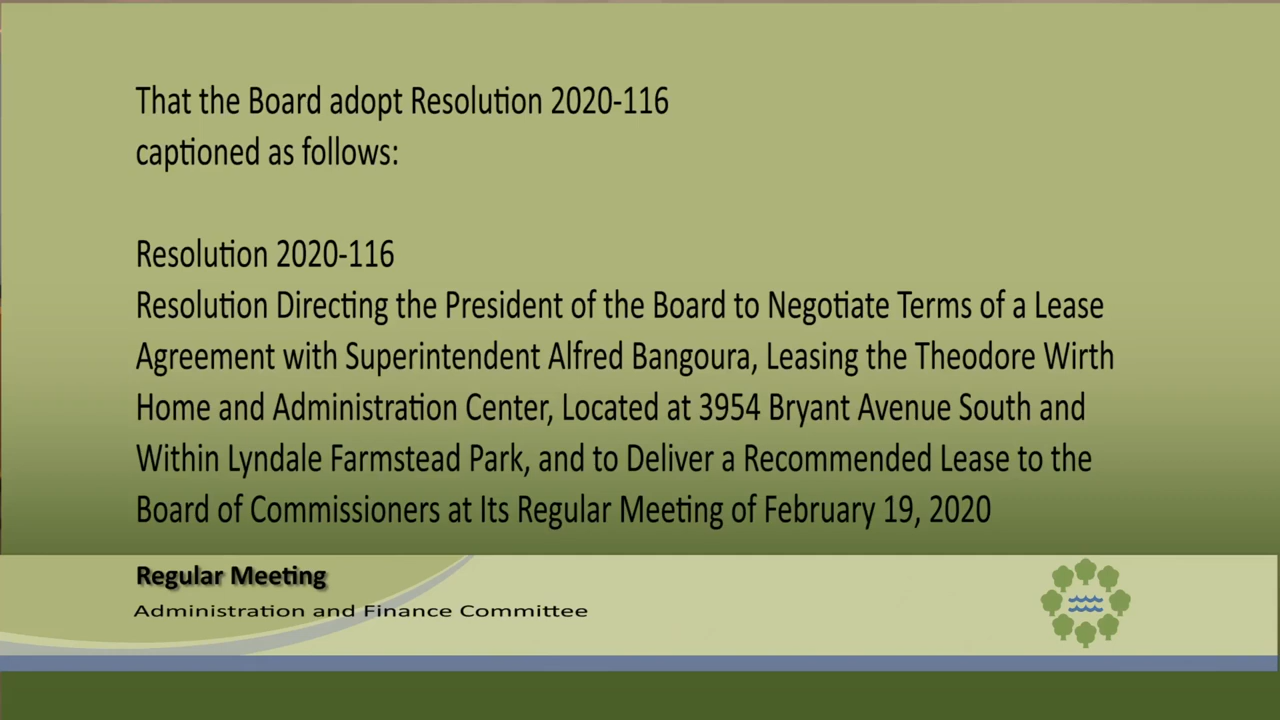 That the Board adopt Resolution 2020-116
captioned as follows:
Resolution 2020-116
Resolution Directing the President of the Board to Negotiate Terms of a Lease
Agreement with Superintendent Alfred Bangoura, Leasing the Theodore Wirth
Home and Administration Center, Located at 3954 Bryant Avenue South and
Within Lyndale Farmstead Park, and to Deliver a Recommended Lease to the
Board of Commissioners at Its Regular Meeting of February 19, 2020
Regular Meeting
Administration and Finance Committee